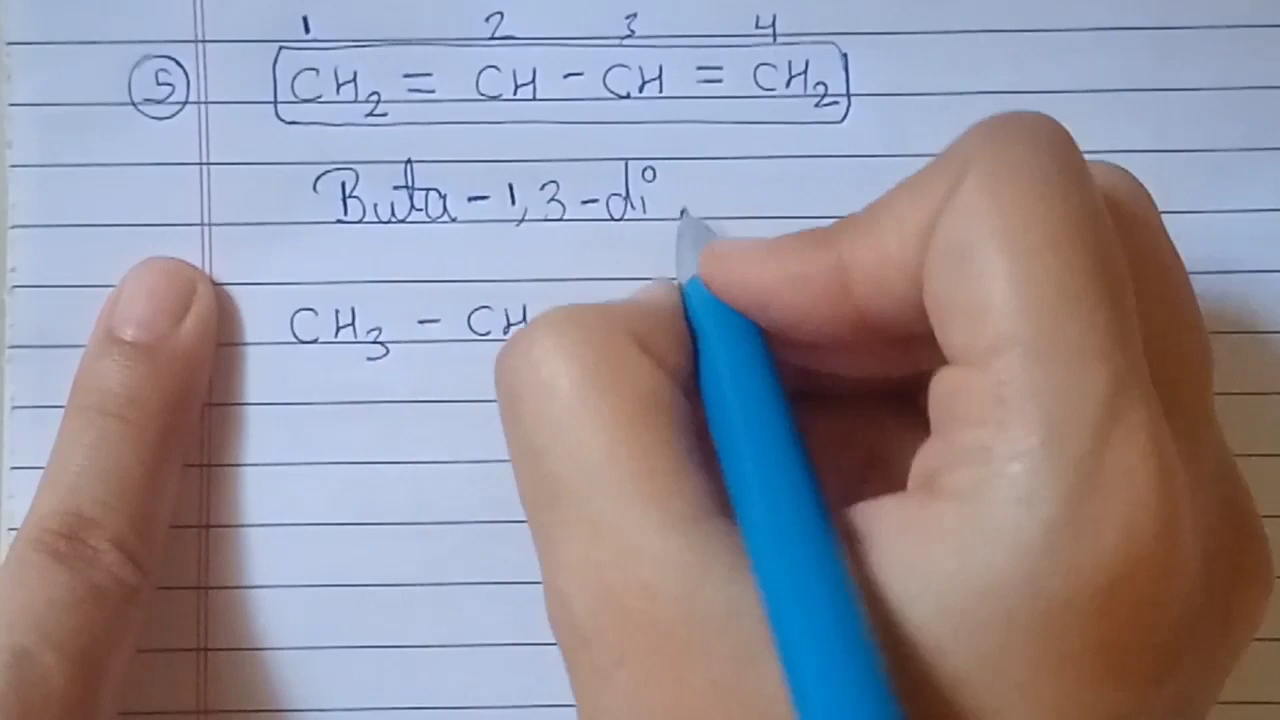 1 2 3 4
5 CH₂ = CH - CH = CH₂
Buta-1,3-di
CH₃ - CH